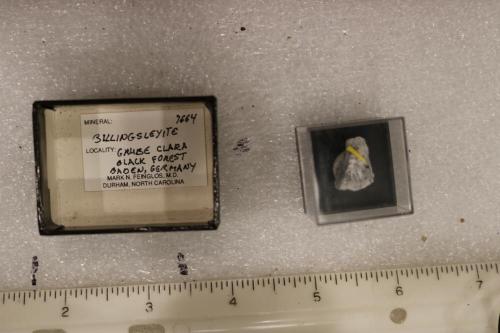 MINERAL: 7664
BILLINGSLEYITE
LOCALITY: GRUBE CLARA
BLACK FOREST
BADEN, GERMANY
MARK N. FEINGLOS, M.D.
DURHAM, NORTH CAROLINA
2 3 4 5 6 7